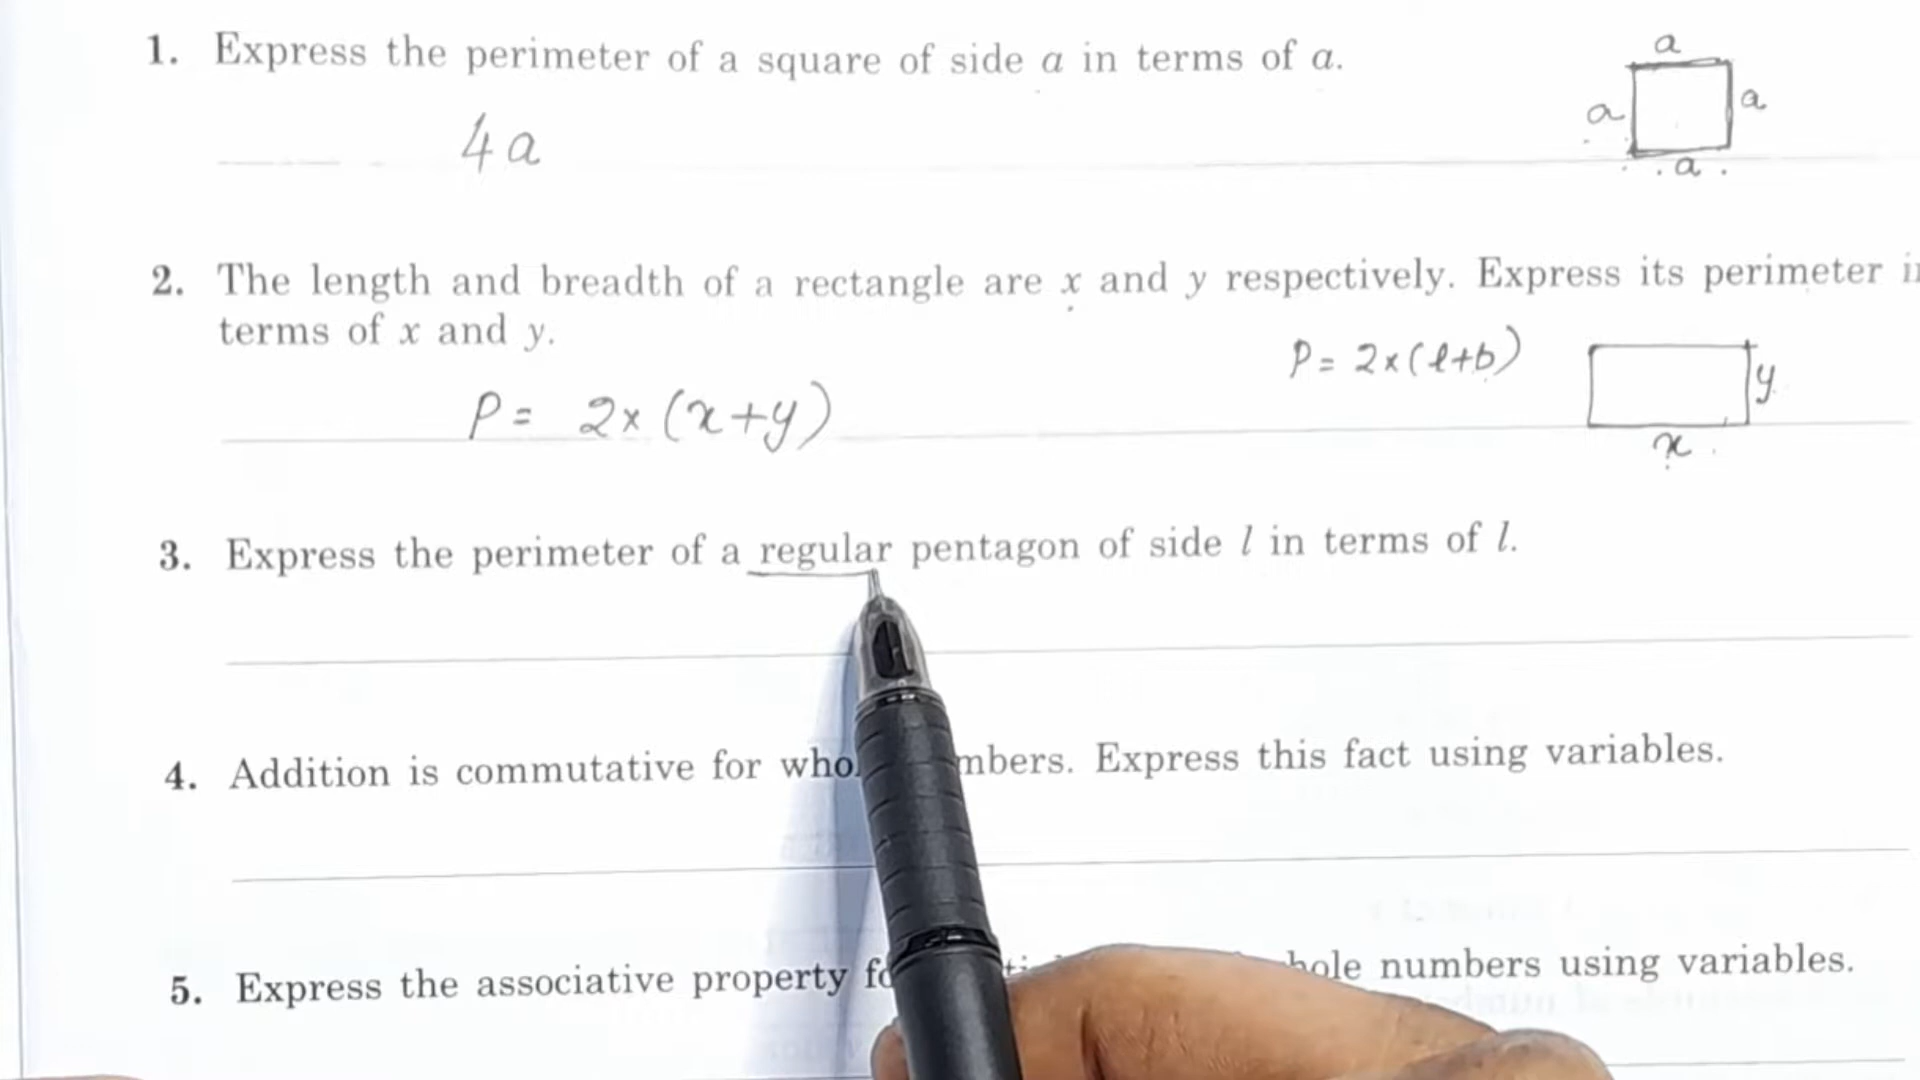 1. Express the perimeter of a square of side a in terms of a.
a
a
a
a
4a
2. The length and breadth of a rectangle are x and y respectively. Express its perimeter
terms of x and y.
P = 2×(l+b)
y
P = 2×(x+y)
x
3. Express the perimeter of a regular pentagon of side l in terms of l.
4. Addition is commutative for Express this fact using variables.
5. Express the associative property numbers using variables.